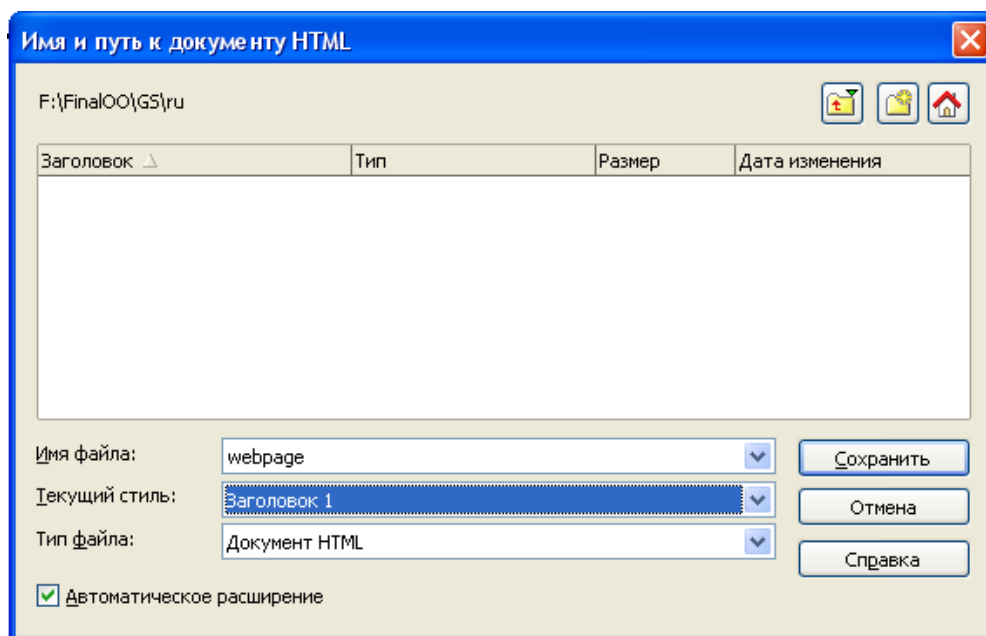 Имя и путь к документу HTML
F:\FinalOO\GS\ru
Заголовок Тип Размер Дата изменения
Имя файла: webpage Сохранить
Текущий стиль: Заголовок 1 Отмена
Тип файла: Документ HTML Справка
Автоматическое расширение